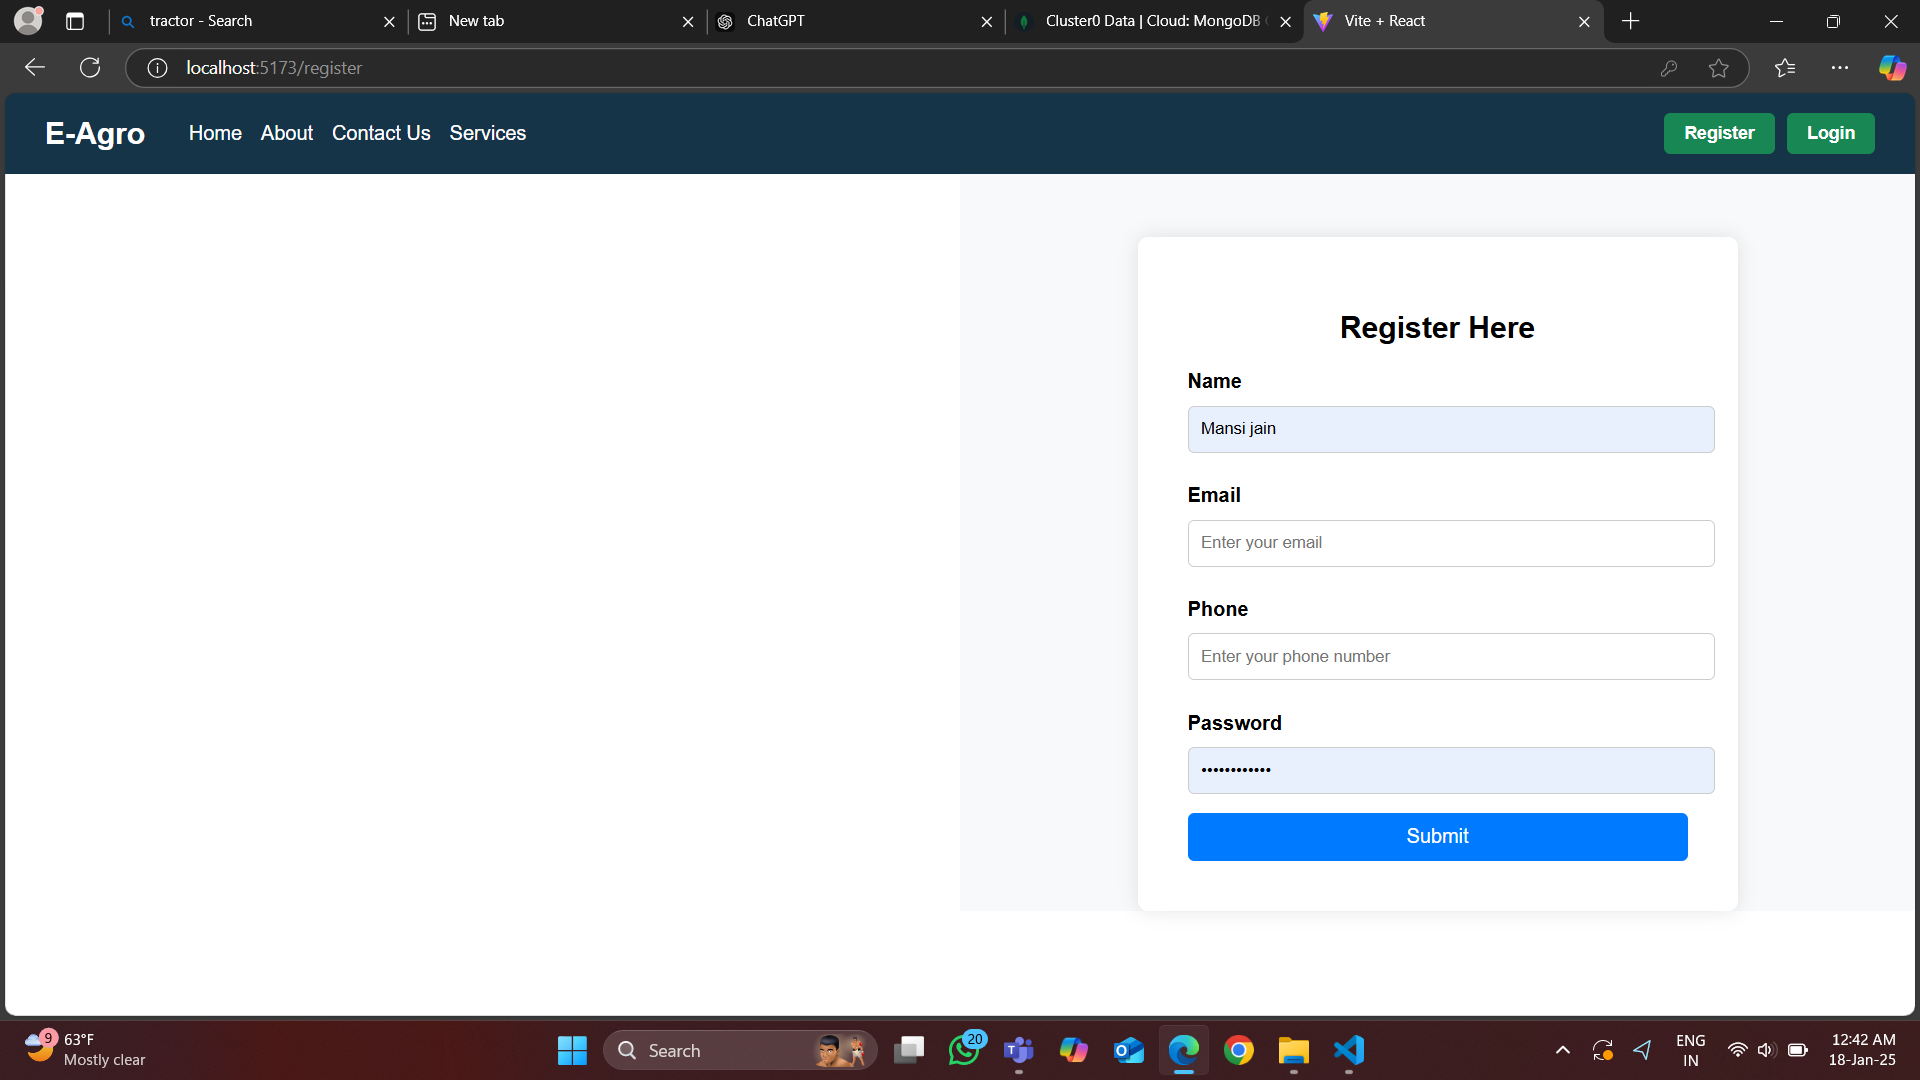 tractor - Search
New tab
ChatGPT
Cluster0 Data | Cloud: MongoDB
Vite + React
localhost:5173/register
E-Agro
Home
About
Contact Us
Services
Register
Login
Register Here
Name
Mansi jain
Email
Enter your email
Phone
Enter your phone number
Password
••••••••••••
Submit
9
63°F
Mostly clear
Search
20
ENG
IN
12:42 AM
18-Jan-25